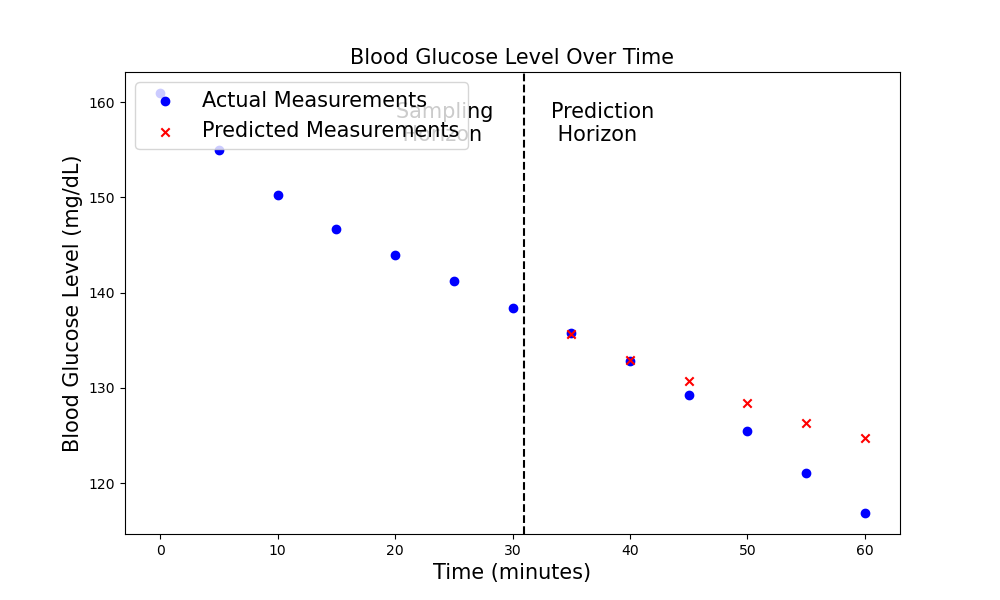 Blood Glucose Level Over Time
Actual Measurements
Predicted Measurements
Sampling
Horizon
Prediction
Horizon
Blood Glucose Level (mg/dL)
160
150
140
130
120
0
10
20
30
40
50
60
Time (minutes)